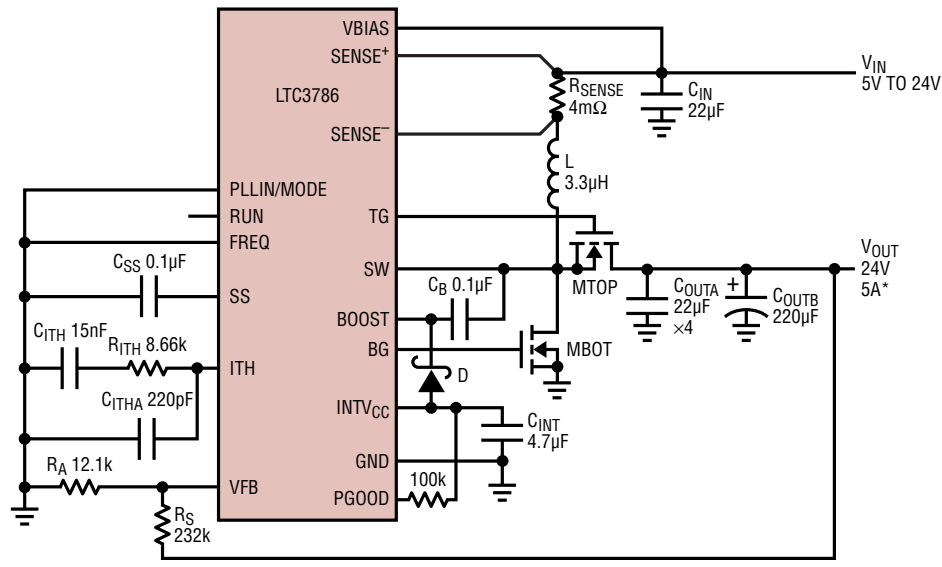 VBIAS
SENSE+
LTC3786
SENSE−
PLLIN/MODE
RUN
FREQ
CSS 0.1µF
SS
CITH 15nF
RITH 8.66k
ITH
CITHA 220pF
RA 12.1k
VFB
RS
232k
TG
SW
CB 0.1µF
BOOST
BG
D
INTVCC
CINT
4.7µF
GND
100k
PGOOD
RSENSE
4mΩ
L
3.3µH
CIN
22µF
VIN
5V TO 24V
MTOP
MBOT
COUTA
22µF
×4
+
COUTB
220µF
VOUT
24V
5A*